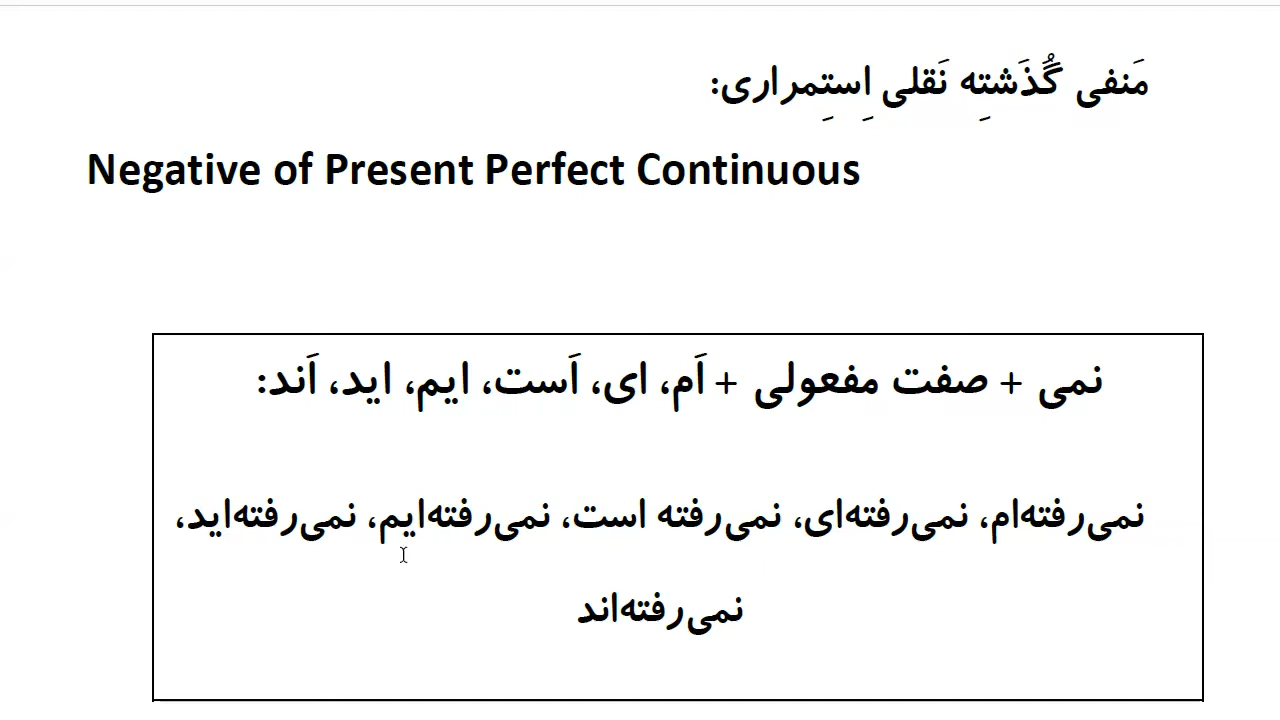 مَنفی گُذَشتِه نَقلی اِستِمراری:
Negative of Present Perfect Continuous
نمی + صفت مفعولی + اَم، ای، اَست، ایم، اید، اَند:
نمی‌رفته‌ام، نمی‌رفته‌ای، نمی‌رفته است، نمی‌رفته‌ایم، نمی‌رفته‌اید،
نمی‌رفته‌اند